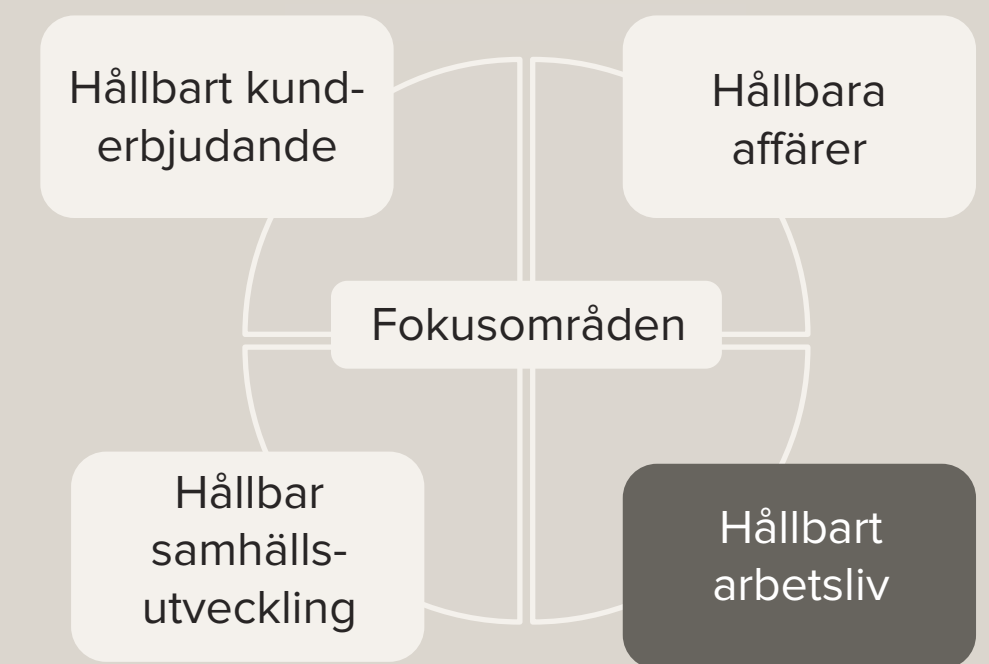 Hållbart kund-
erbjudande
Hållbara
affärer
Fokusområden
Hållbar
samhälls-
utveckling
Hållbart
arbetsliv